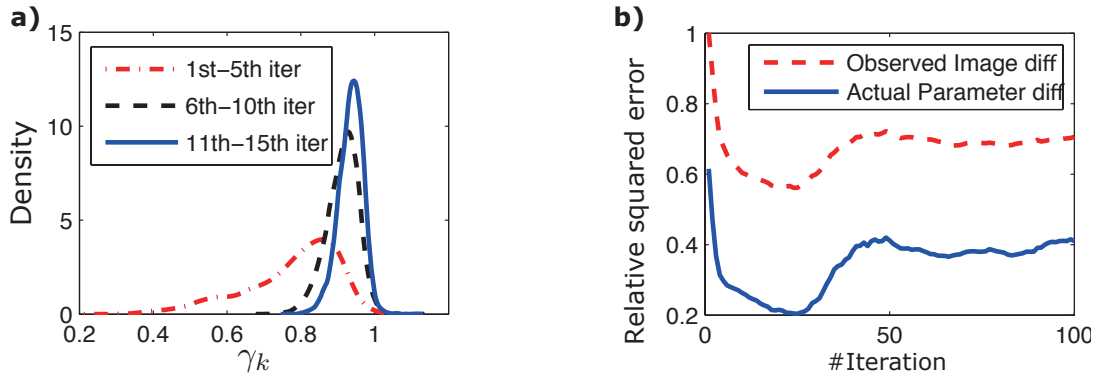 a)
15
10
5
0
Density
1st–5th iter
6th–10th iter
11th–15th iter
0.2 0.4 0.6 0.8 1
γk
b)
1
0.8
0.6
0.4
0.2
Relative squared error
Observed Image diff
Actual Parameter diff
0 50 100
#Iteration